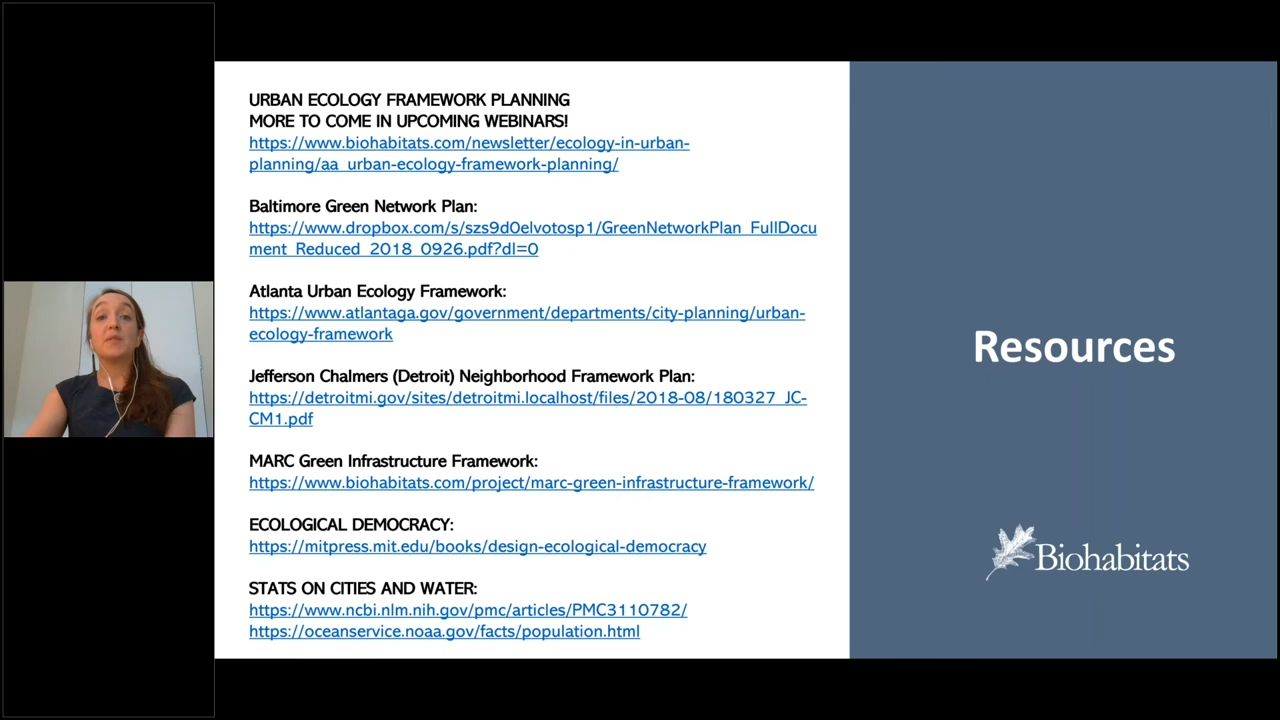 URBAN ECOLOGY FRAMEWORK PLANNING
MORE TO COME IN UPCOMING WEBINARS!
https://www.biohabitats.com/newsletter/ecology-in-urban-
planning/aa_urban-ecology-framework-planning/
Baltimore Green Network Plan:
https://www.dropbox.com/s/szs9d0elvotosp1/GreenNetworkPlan_FullDocu
ment_Reduced_2018_0926.pdf?dl=0
Atlanta Urban Ecology Framework:
https://www.atlantaga.gov/government/departments/city-planning/urban-
ecology-framework
Jefferson Chalmers (Detroit) Neighborhood Framework Plan:
https://detroitmi.gov/sites/detroitmi.localhost/files/2018-08/180327_JC-
CM1.pdf
MARC Green Infrastructure Framework:
https://www.biohabitats.com/project/marc-green-infrastructure-framework/
ECOLOGICAL DEMOCRACY:
https://mitpress.mit.edu/books/design-ecological-democracy
STATS ON CITIES AND WATER:
https://www.ncbi.nlm.nih.gov/pmc/articles/PMC3110782/
https://oceanservice.noaa.gov/facts/population.html
Resources
Biohabitats